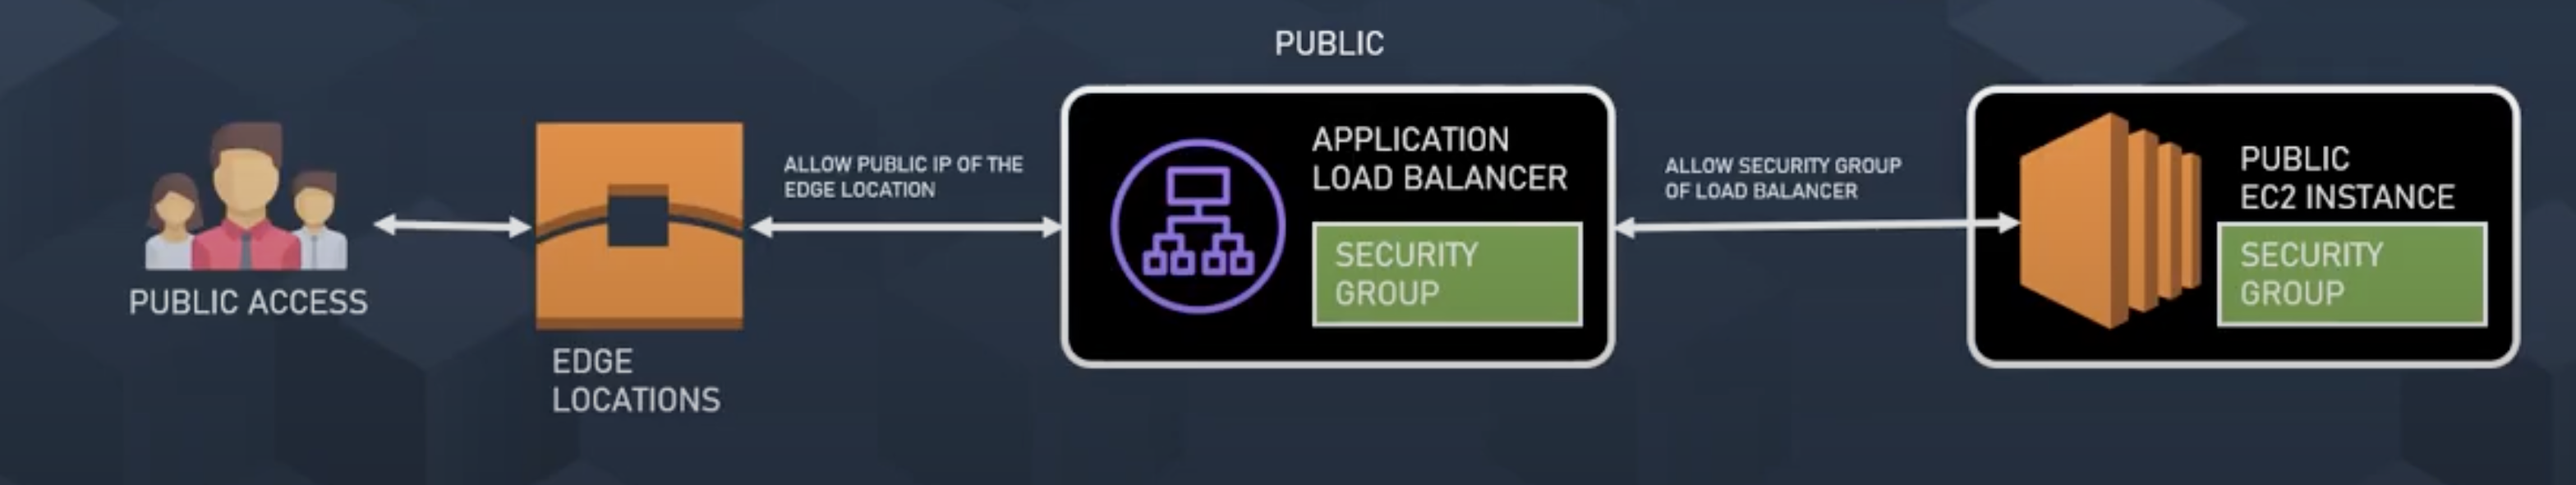 PUBLIC
PUBLIC ACCESS
EDGE
LOCATIONS
ALLOW PUBLIC IP OF THE
EDGE LOCATION
APPLICATION
LOAD BALANCER
SECURITY
GROUP
ALLOW SECURITY GROUP
OF LOAD BALANCER
PUBLIC
EC2 INSTANCE
SECURITY
GROUP